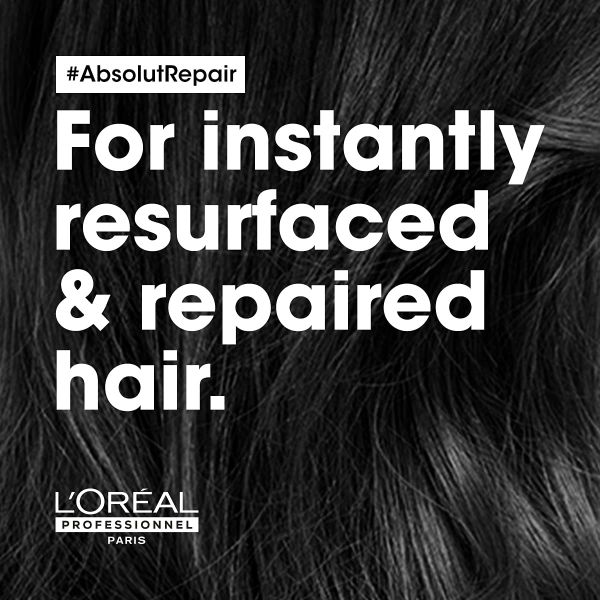 #AbsolutRepair
For instantly
resurfaced
& repaired
hair.
L'ORÉAL
PROFESSIONNEL
PARIS